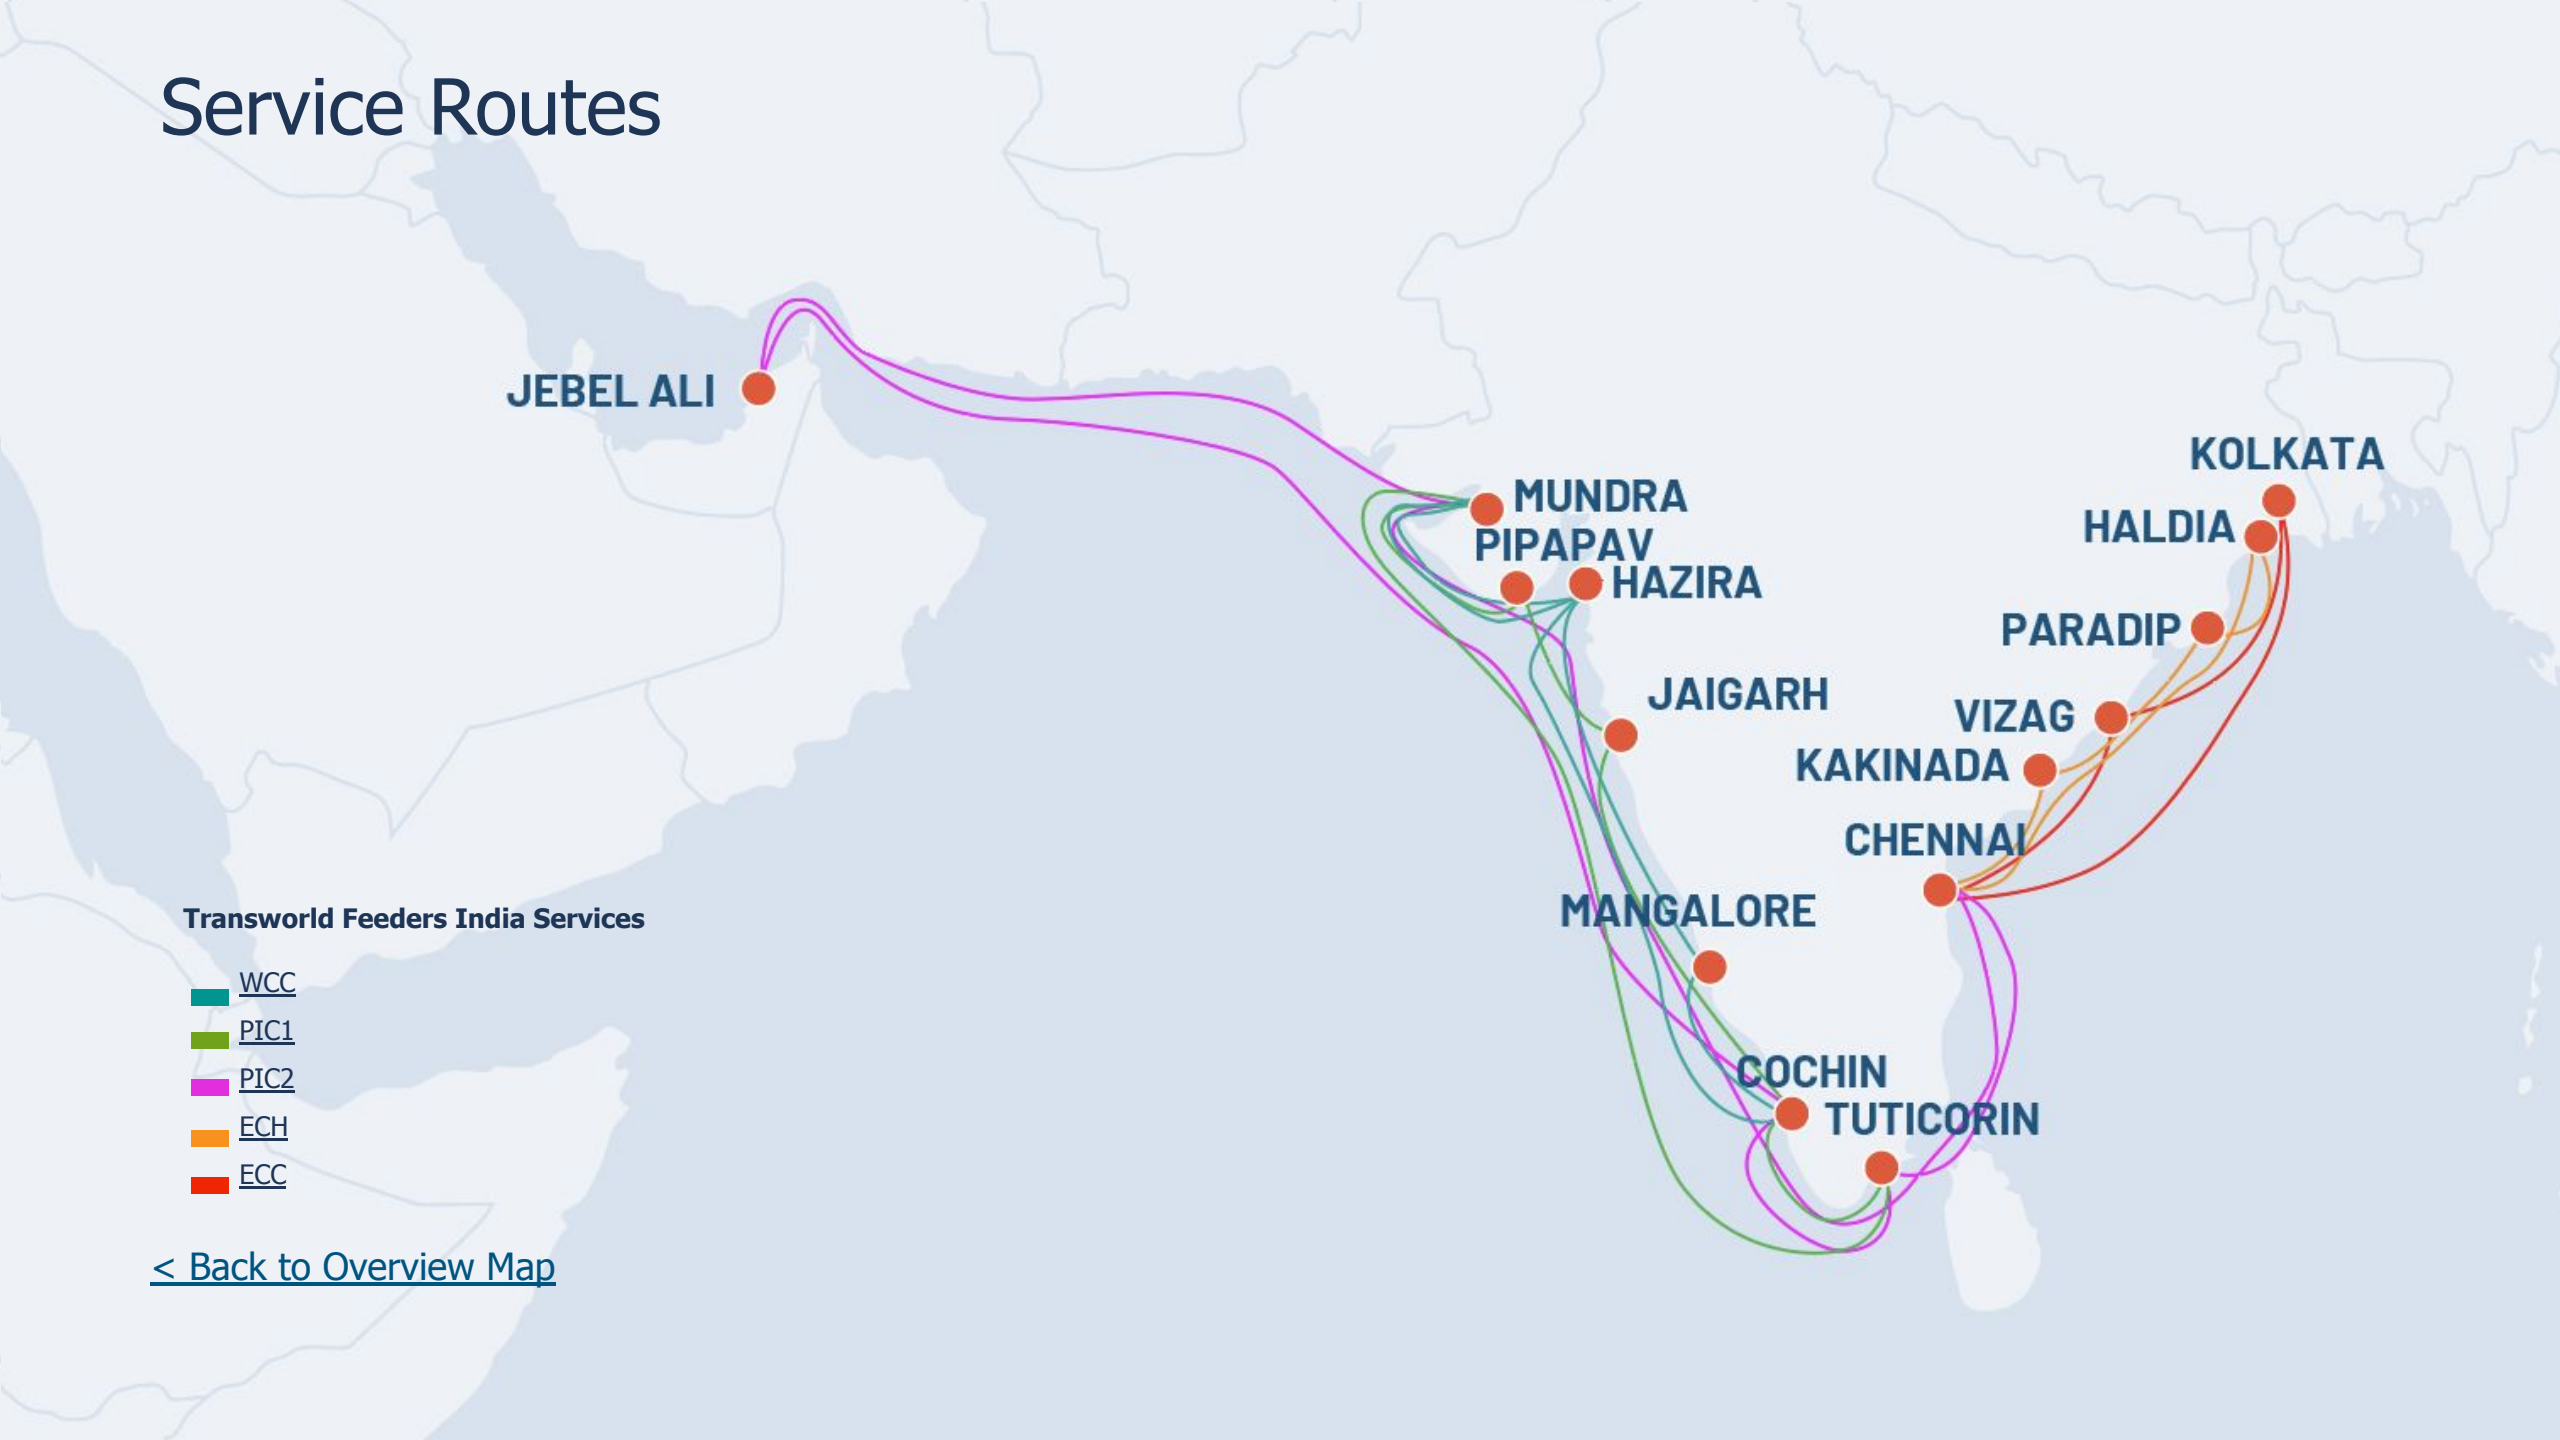 Service Routes
JEBEL ALI
KOLKATA
MUNDRA
HALDIA
PIPAPAV
HAZIRA
PARADIP
JAIGARH
VIZAG
KAKINADA
CHENNAI
MANGALORE
Transworld Feeders India Services
WCC
PIC1
PIC2
ECH
ECC
COCHIN
TUTICORIN
< Back to Overview Map